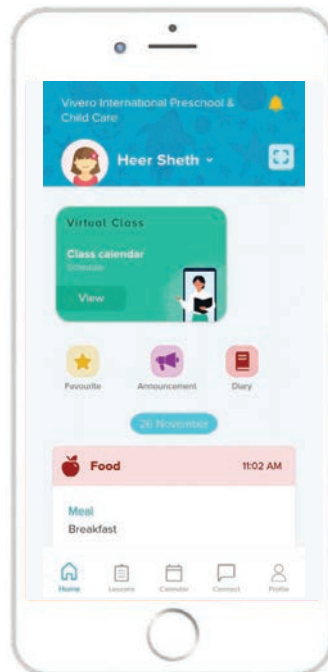 Vivero International Preschool &
Child Care
Heer Sheth
Virtual Class
Class calendar
Schedule
View
Favourite
Announcement
Diary
26 November
Food
11:02 AM
Meal
Breakfast
Home
Lessons
Calendar
Connect
Profile